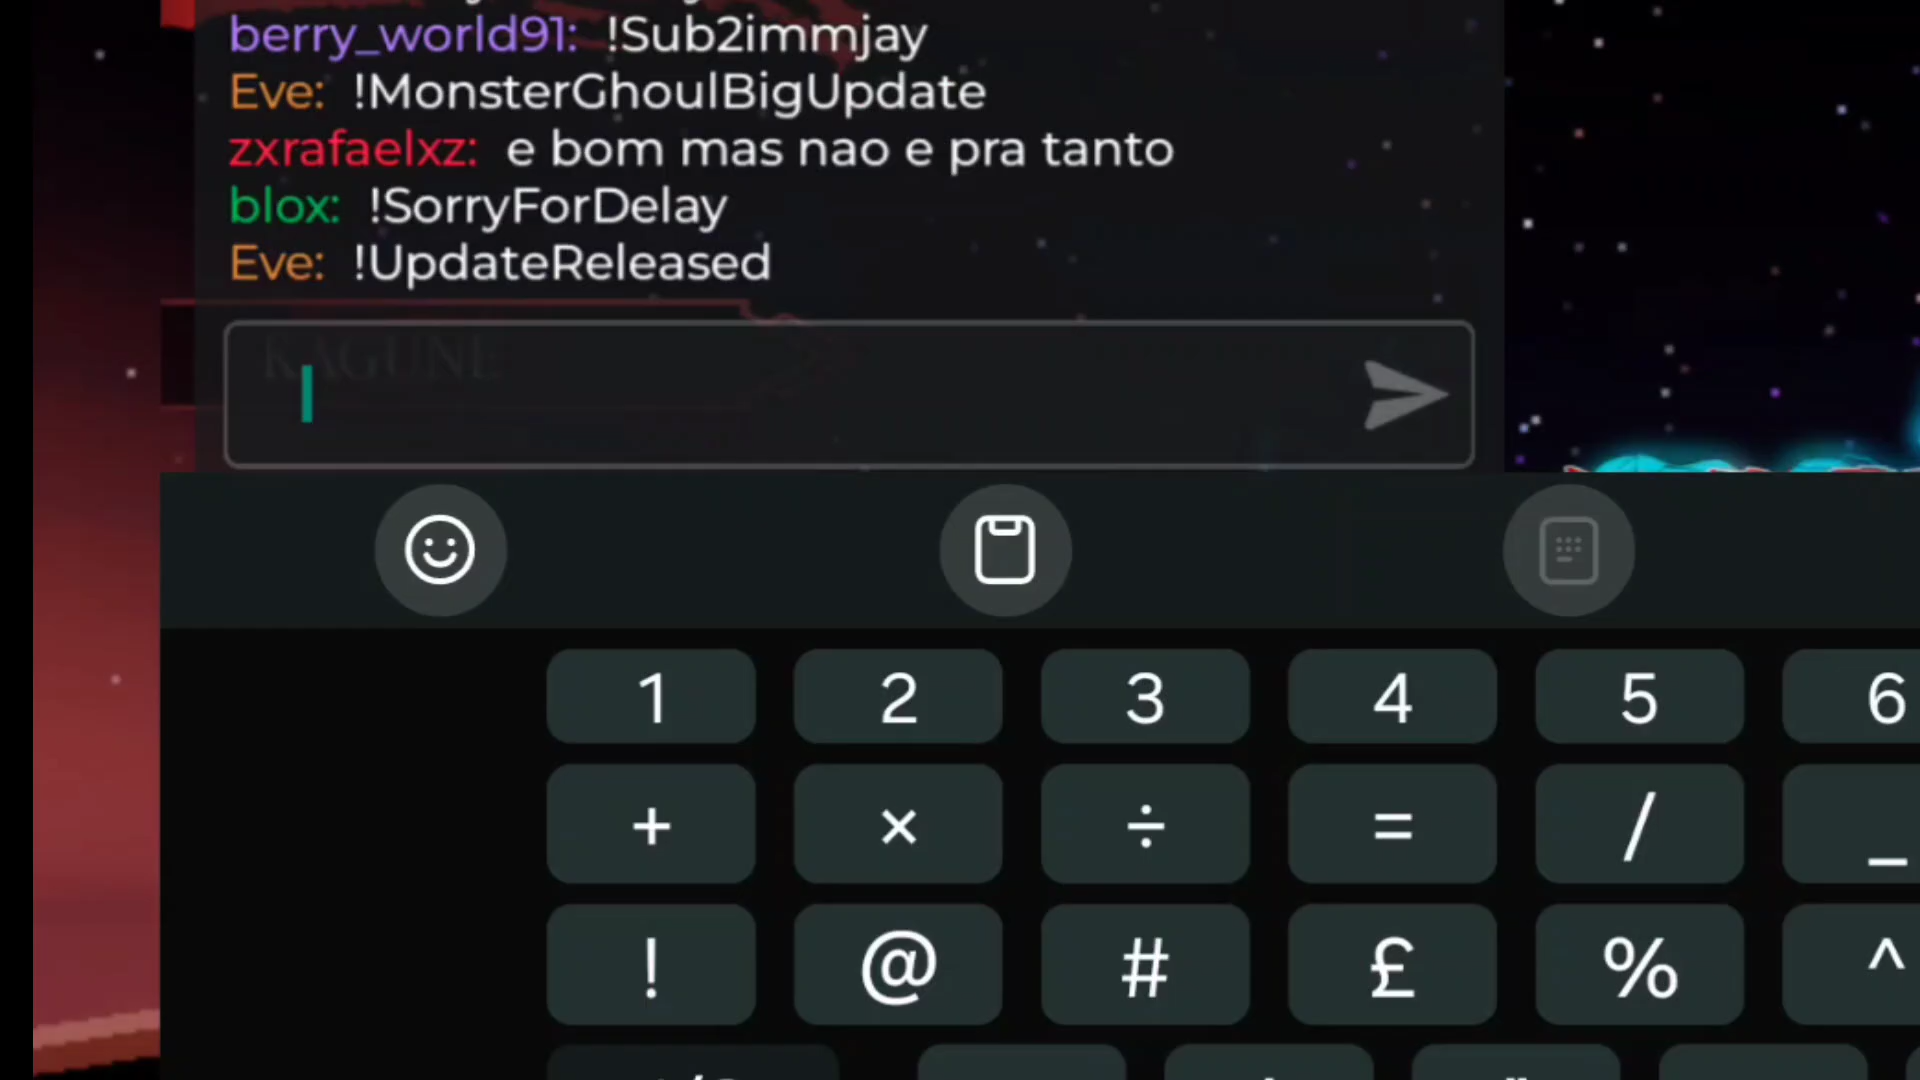 berry_world91: !Sub2immjay
Eve: !MonsterGhoulBigUpdate
zxrafaelxz: e bom mas nao e pra tanto
blox: !SorryForDelay
Eve: !UpdateReleased
KAGUNE
1 2 3 4 5 6
+ × ÷ = / _
! @ # £ % ^